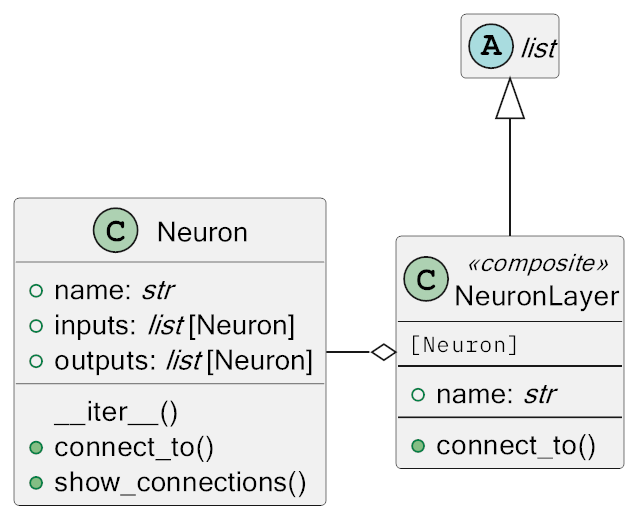 A list
C Neuron
name: str
inputs: list[Neuron]
outputs: list[Neuron]
__iter__()
connect_to()
show_connections()
C «composite»
NeuronLayer
[Neuron]
name: str
connect_to()